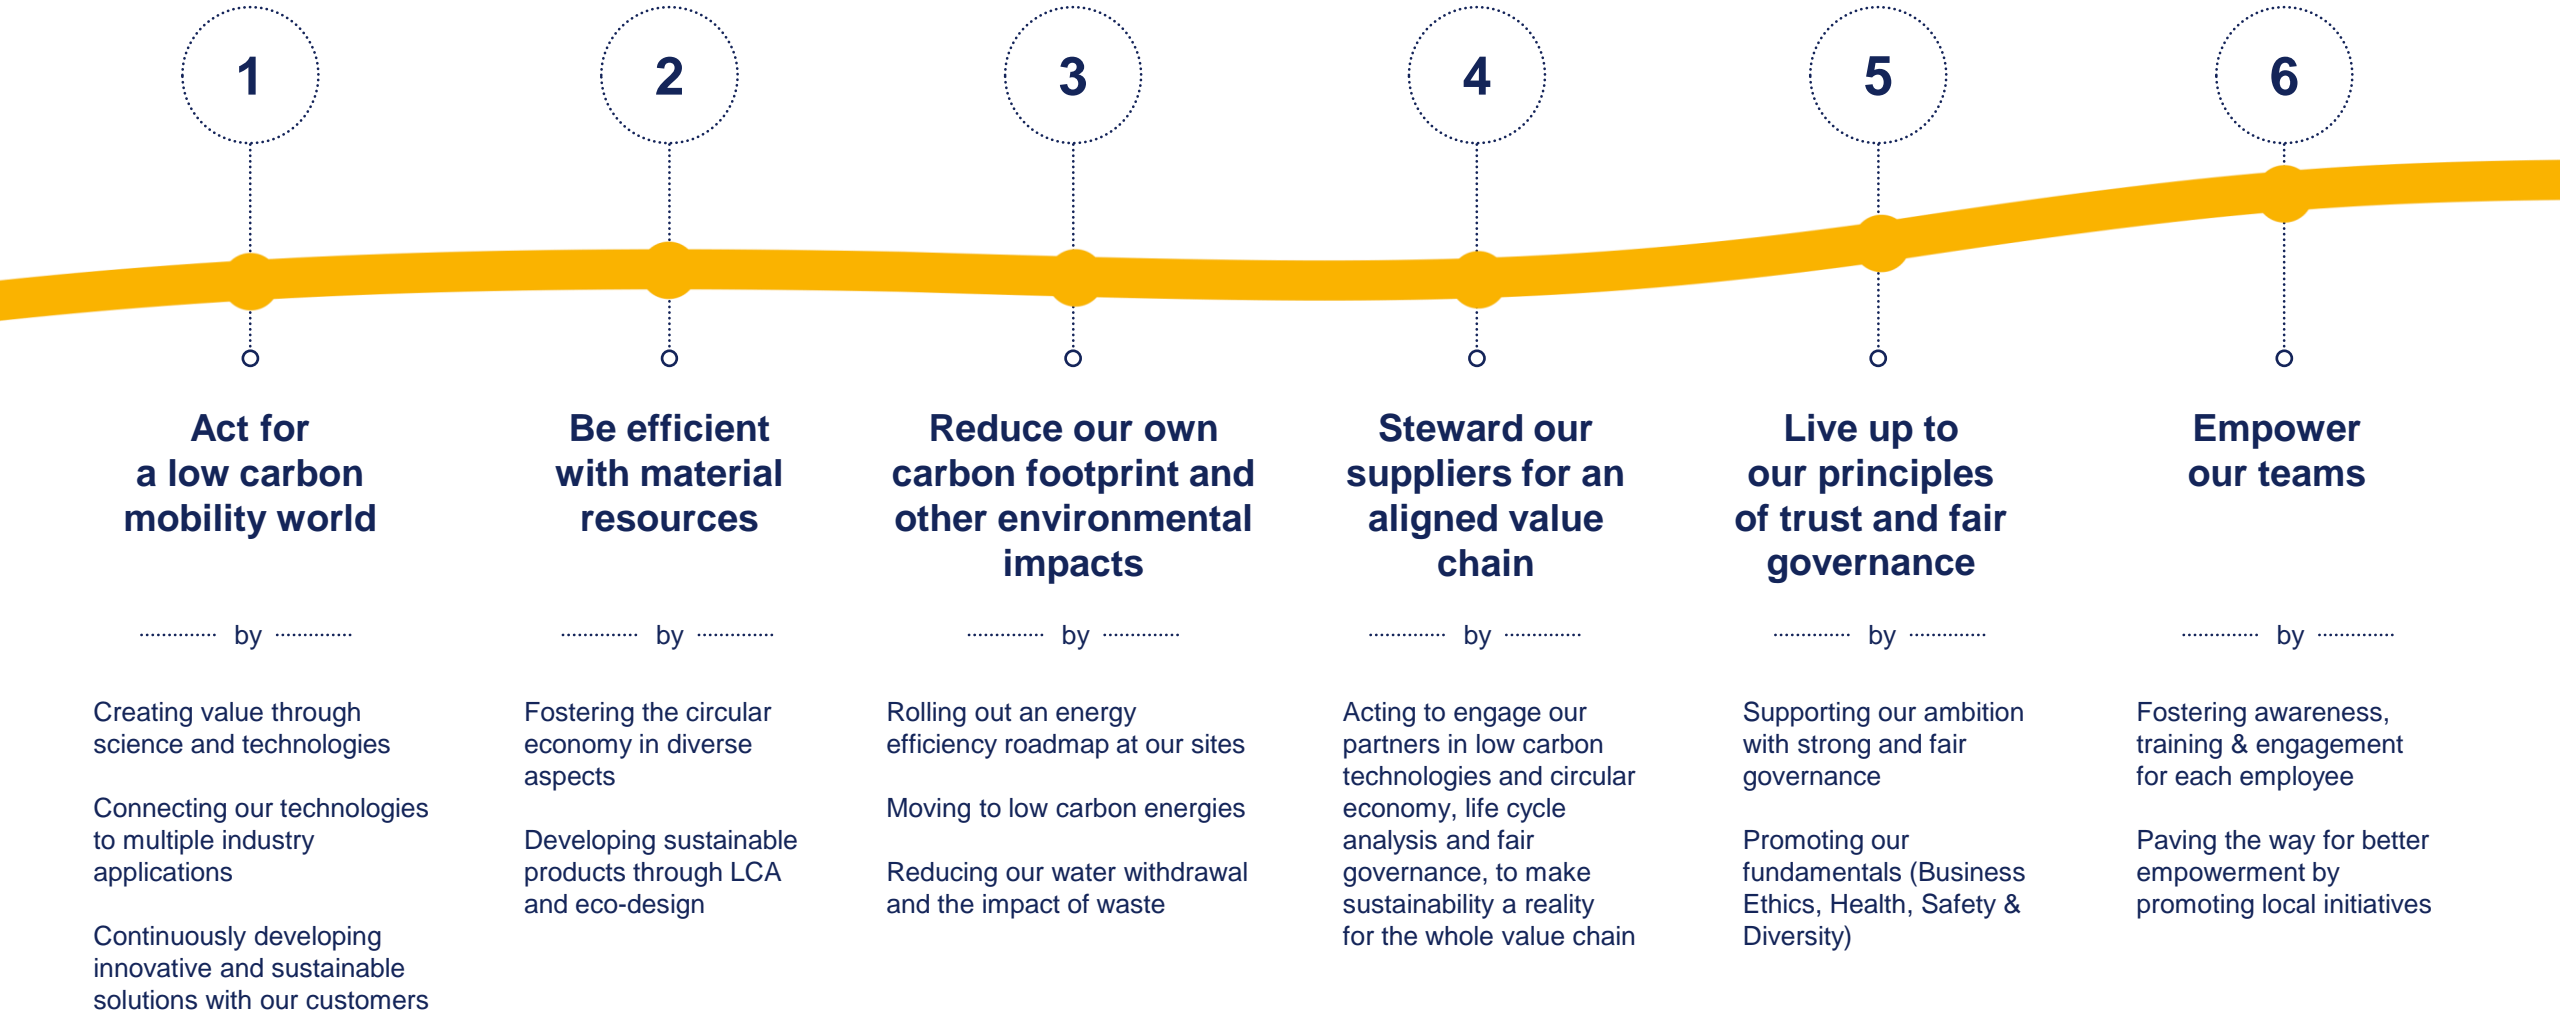 1
Act for
a low carbon
mobility world
by
Creating value through
science and technologies
Connecting our technologies
to multiple industry
applications
Continuously developing
innovative and sustainable
solutions with our customers
2
Be efficient
with material
resources
by
Fostering the circular
economy in diverse
aspects
Developing sustainable
products through LCA
and eco-design
3
Reduce our own
carbon footprint and
other environmental
impacts
by
Rolling out an energy
efficiency roadmap at our sites
Moving to low carbon energies
Reducing our water withdrawal
and the impact of waste
4
Steward our
suppliers for an
aligned value
chain
by
Acting to engage our
partners in low carbon
technologies and circular
economy, life cycle
analysis and fair
governance, to make
sustainability a reality
for the whole value chain
5
Live up to
our principles
of trust and fair
governance
by
Supporting our ambition
with strong and fair
governance
Promoting our
fundamentals (Business
Ethics, Health, Safety &
Diversity)
6
Empower
our teams
by
Fostering awareness,
training & engagement
for each employee
Paving the way for better
empowerment by
promoting local initiatives